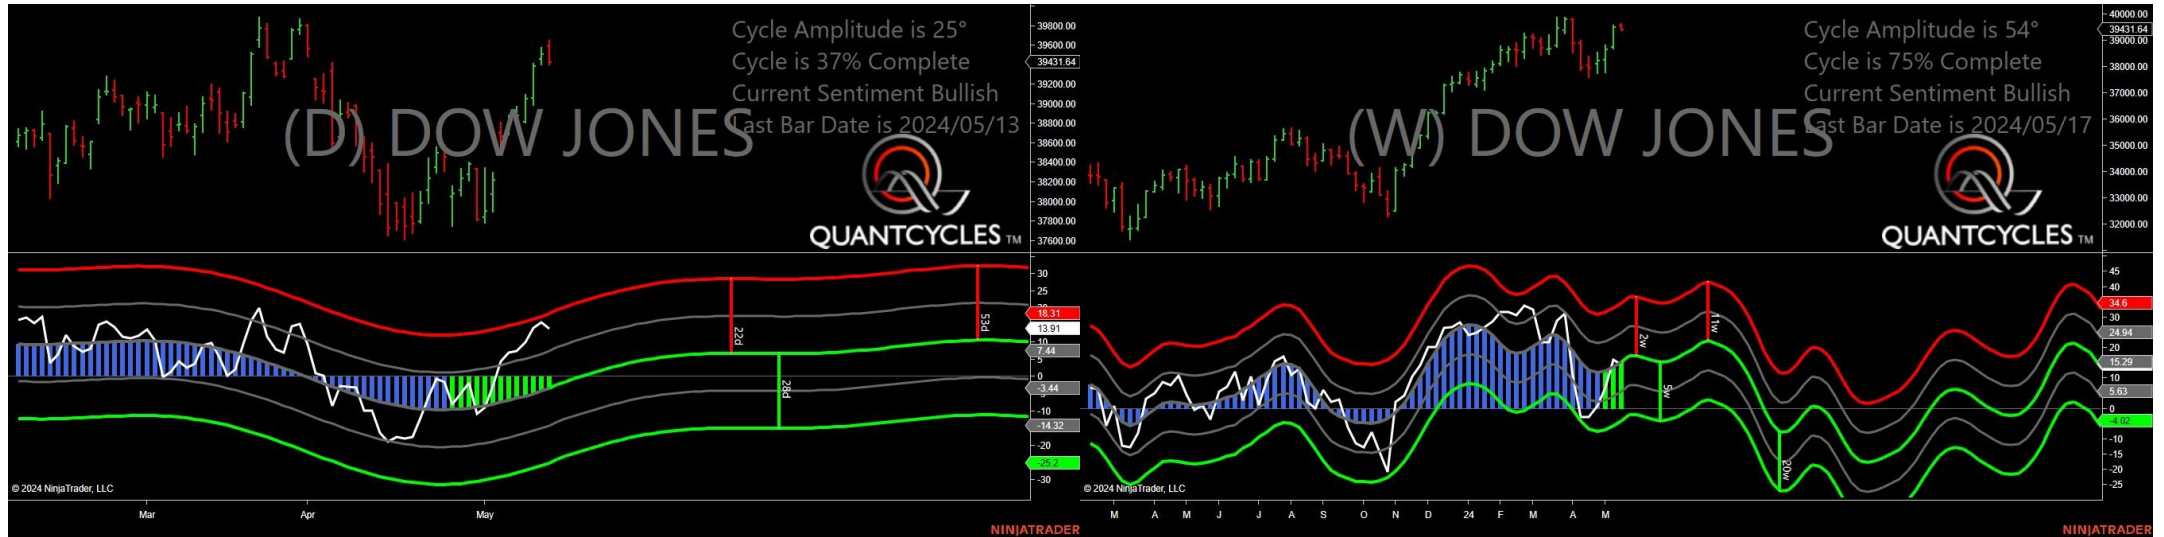 Cycle Amplitude is 25°
Cycle is 37% Complete
Current Sentiment Bullish
Last Bar Date is 2024/05/13
(D) DOW JONES
QUANTCYCLES TM
39800.00
39600.00
39431.64
39200.00
39000.00
38800.00
38600.00
38400.00
38200.00
38000.00
37800.00
37600.00
22d
28d
53d
30
25
18.31
13.91
10
7.44
5
0
-3.44
-10
-14.32
-20
-25.2
-30
© 2024 NinjaTrader, LLC
Mar
Apr
May
NINJATRADER
Cycle Amplitude is 54°
Cycle is 75% Complete
Current Sentiment Bullish
Last Bar Date is 2024/05/17
(W) DOW JONES
QUANTCYCLES TM
40000.00
39431.64
39000.00
38000.00
37000.00
36000.00
35000.00
34000.00
33000.00
32000.00
2w
5w
11w
20w
45
40
34.6
30
24.94
20
15.29
10
5.63
0
-4.02
-10
-15
-20
-25
© 2024 NinjaTrader, LLC
M A M J J A S O N D 24 F M A M
NINJATRADER